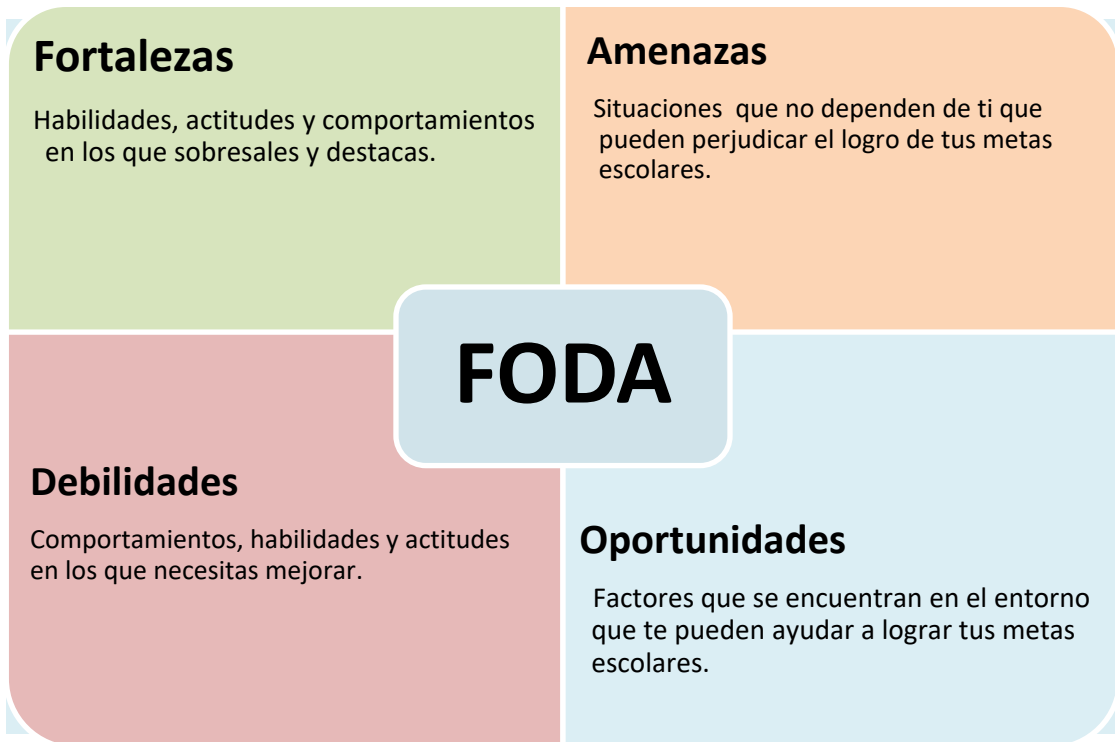 Fortalezas
Habilidades, actitudes y comportamientos
en los que sobresales y destacas.
Amenazas
Situaciones que no dependen de ti que
pueden perjudicar el logro de tus metas
escolares.
FODA
Debilidades
Comportamientos, habilidades y actitudes
en los que necesitas mejorar.
Oportunidades
Factores que se encuentran en el entorno
que te pueden ayudar a lograr tus metas
escolares.